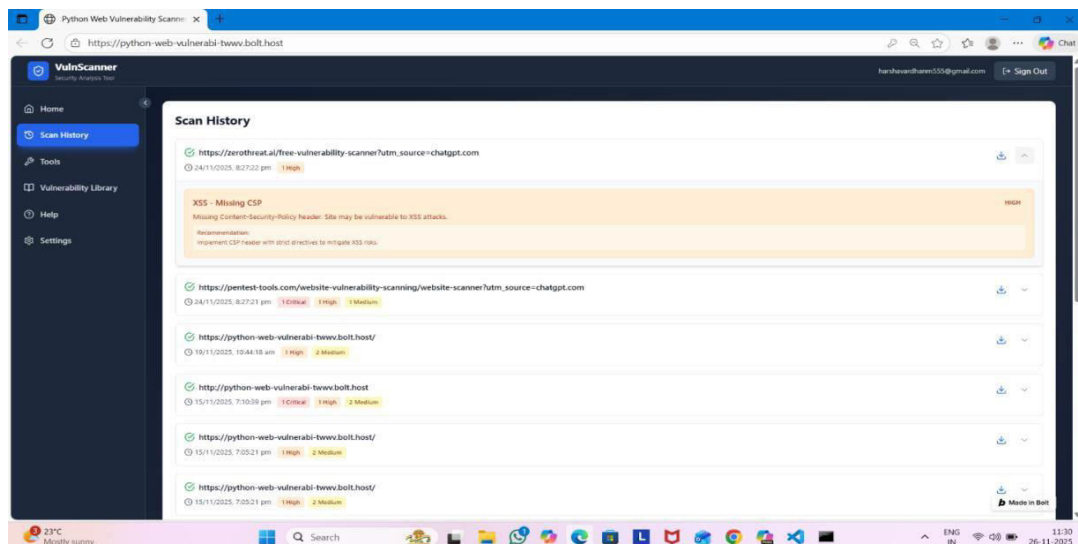 Python Web Vulnerability Scanne
https://python-web-vulnerabi-twwv.bolt.host
Chat
VulnScanner
Security Analysis Tool
harshavardhanm555@gmail.com
Sign Out
Home
Scan History
Tools
Vulnerability Library
Help
Settings
Scan History
https://zerothreat.ai/free-vulnerability-scanner?utm_source=chatgpt.com
24/11/2025, 8:27:22 pm 1 High
XSS - Missing CSP HIGH
Missing Content-Security-Policy header. Site may be vulnerable to XSS attacks.
Recommendation:
Implement CSP header with strict directives to mitigate XSS risks.
https://pentest-tools.com/website-vulnerability-scanning/website-scanner?utm_source=chatgpt.com
24/11/2025, 8:27:21 pm 1 Critical 1 High 1 Medium
https://python-web-vulnerabi-twwv.bolt.host/
19/11/2025, 10:44:18 am 1 High 2 Medium
http://python-web-vulnerabi-twwv.bolt.host
15/11/2025, 7:10:39 pm 1 Critical 1 High 2 Medium
https://python-web-vulnerabi-twwv.bolt.host/
15/11/2025, 7:05:21 pm 1 High 2 Medium
https://python-web-vulnerabi-twwv.bolt.host/
15/11/2025, 7:05:21 pm 1 High 2 Medium
b Made in Bolt
23°C
Mostly sunny
Search
ENG
IN
11:30
26-11-2025